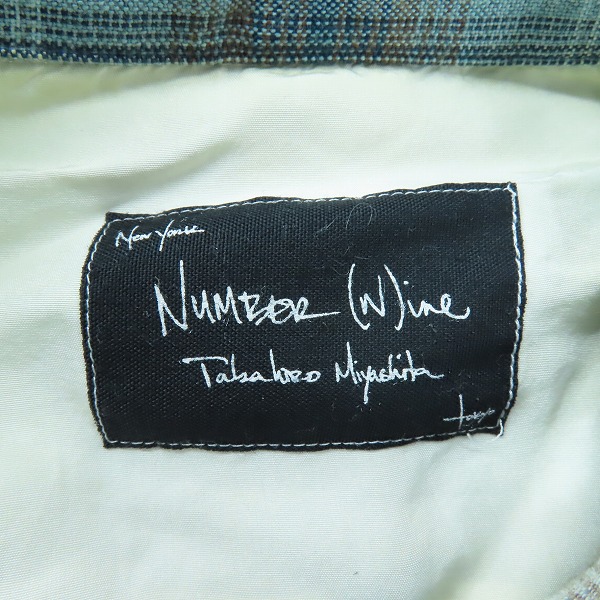 New York
NUMBER (N)ine
Takahiro Miyashita
tokyo